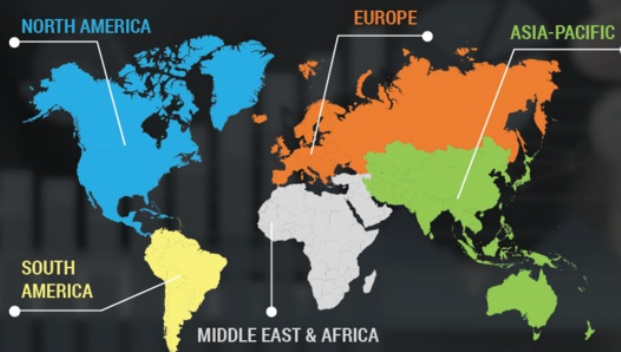 NORTH AMERICA
EUROPE
ASIA-PACIFIC
SOUTH
AMERICA
MIDDLE EAST & AFRICA